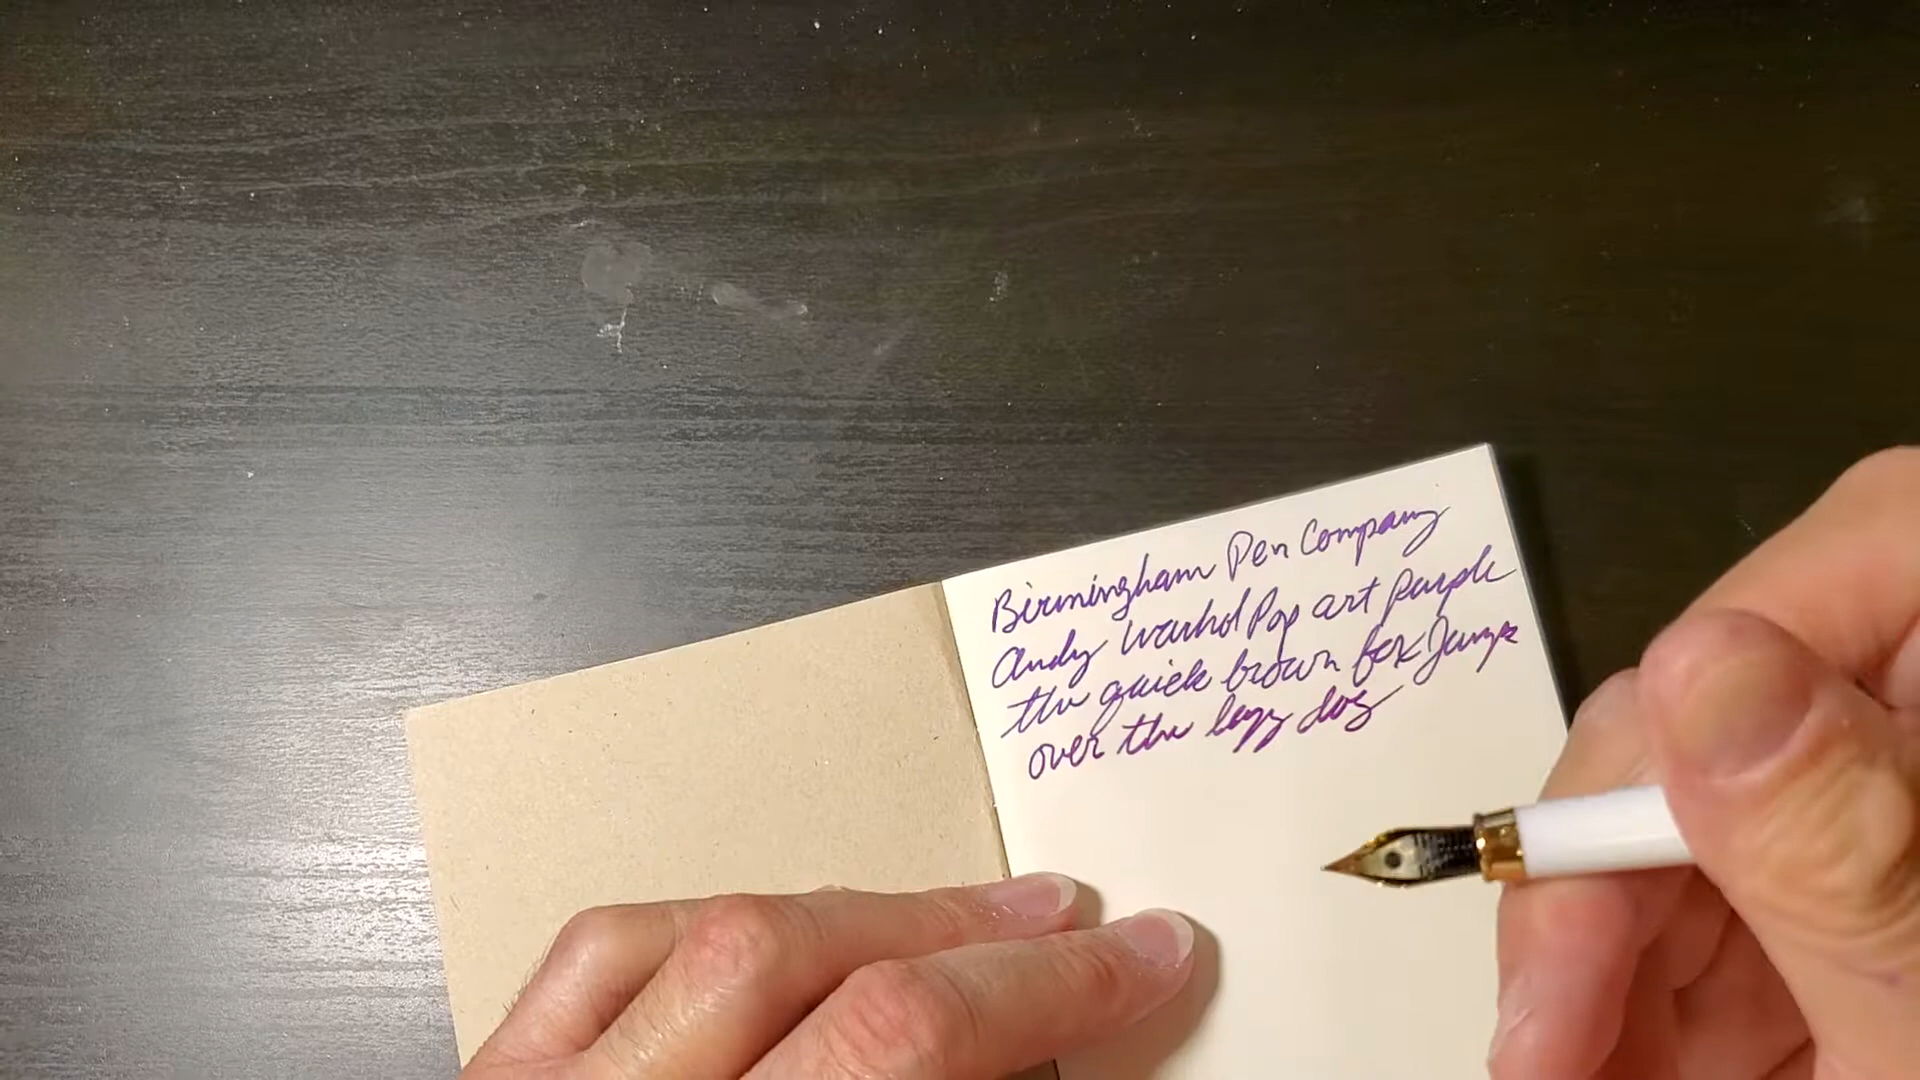 Birmingham Pen Company
Andy Warhol Pop art purple
the quick brown fox Jumps
over the lazy dog